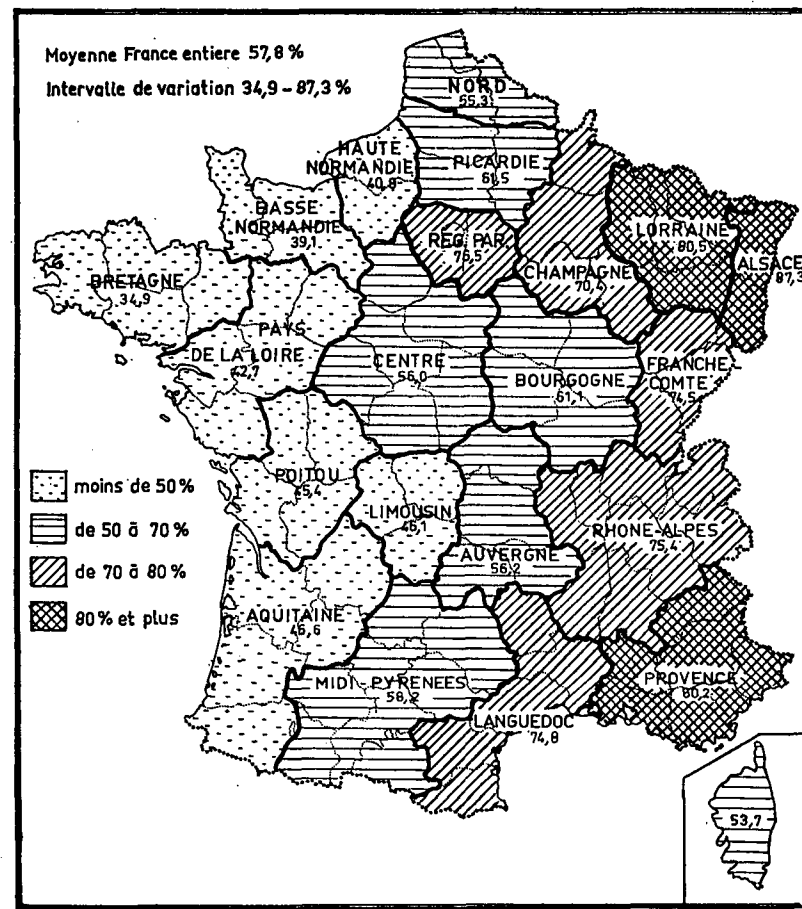 Moyenne France entiere 57,8 %
Intervalle de variation 34,9 – 87,3 %
NORD
55,3
HAUTE
NORMANDIE
40,8
PICARDIE
61,5
BASSE
NORMANDIE
39,1
REG. PAR.
76,5
LORRAINE
80,5
CHAMPAGNE
70,4
ALSACE
87,3
BRETAGNE
34,9
PAYS
DE LA LOIRE
42,7
CENTRE
56,0
BOURGOGNE
61,1
FRANCHE
COMTE
74,5
POITOU
45,4
LIMOUSIN
46,1
RHONE-ALPES
75,4
AUVERGNE
56,2
moins de 50 %
de 50 à 70 %
de 70 à 80 %
80 % et plus
AQUITAINE
46,6
MIDI - PYRENEES
58,2
PROVENCE
80,2
LANGUEDOC
74,8
53,7